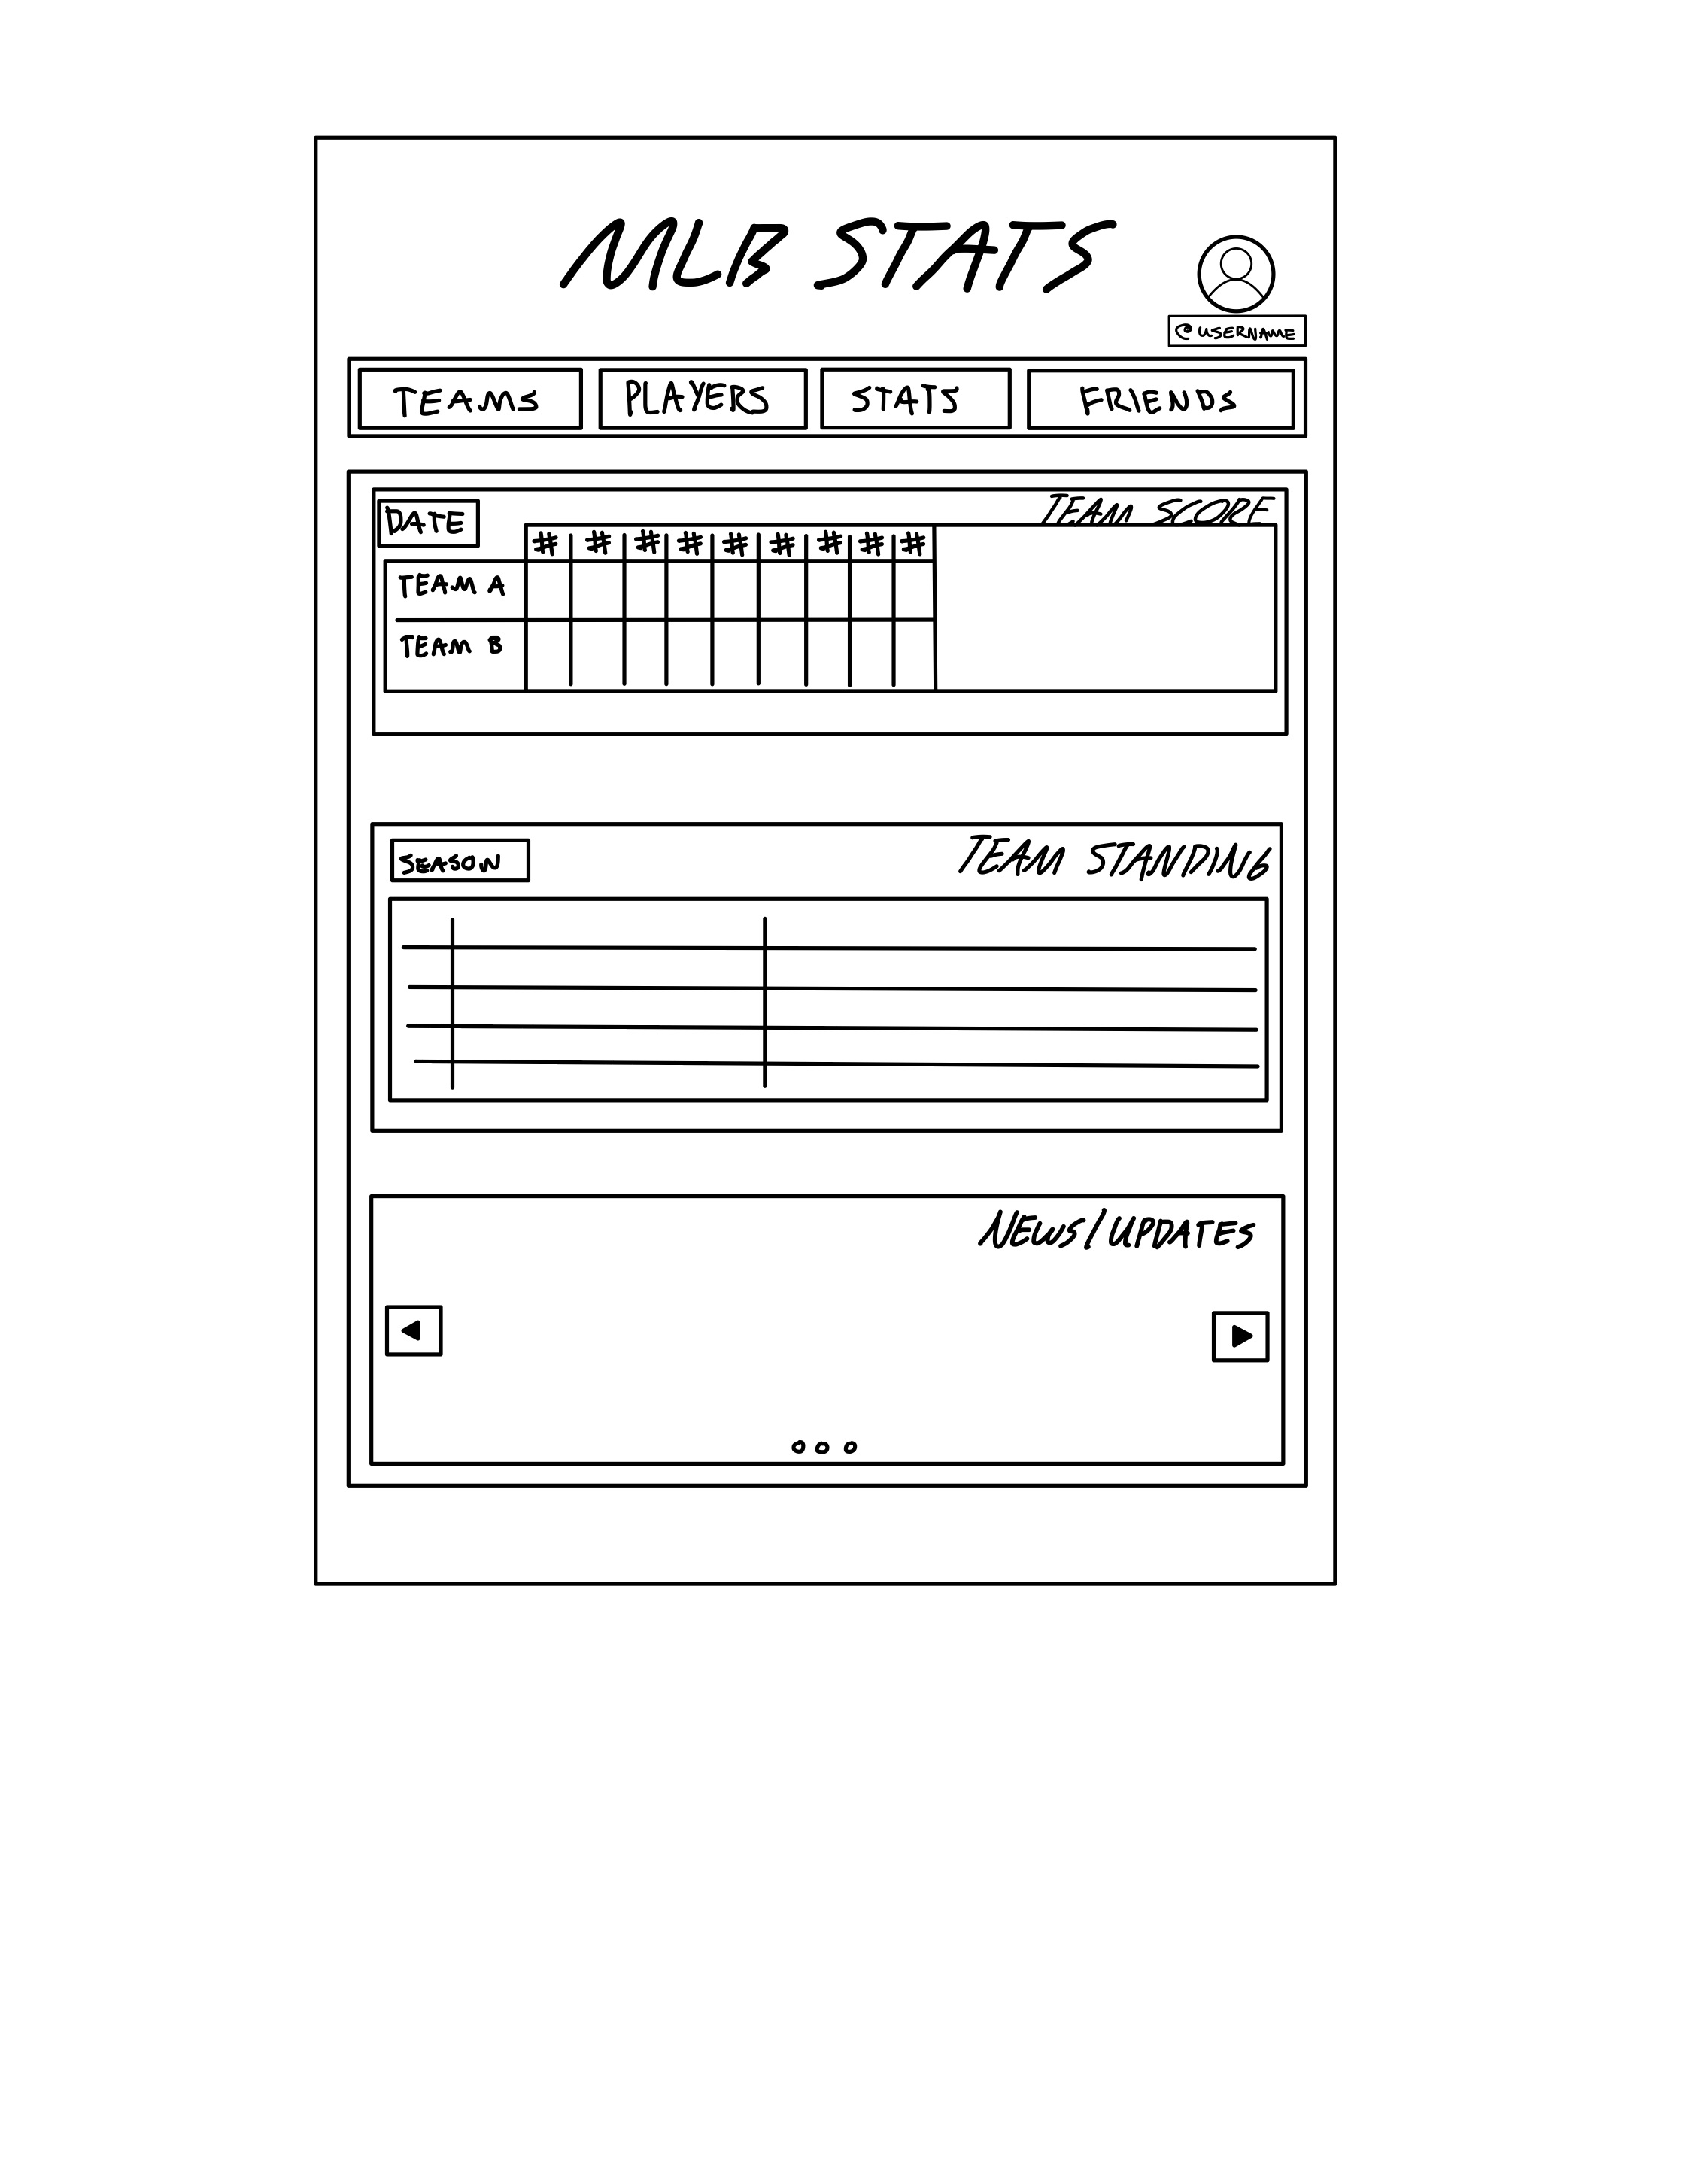 MLB STATS
@USERNAME
TEAMS PLAYERS STATS FRIENDS
DATE TEAM SCORE
# # # # # # # # #
TEAM A
TEAM B
SEASON TEAM STANDING
NEWS/UPDATES